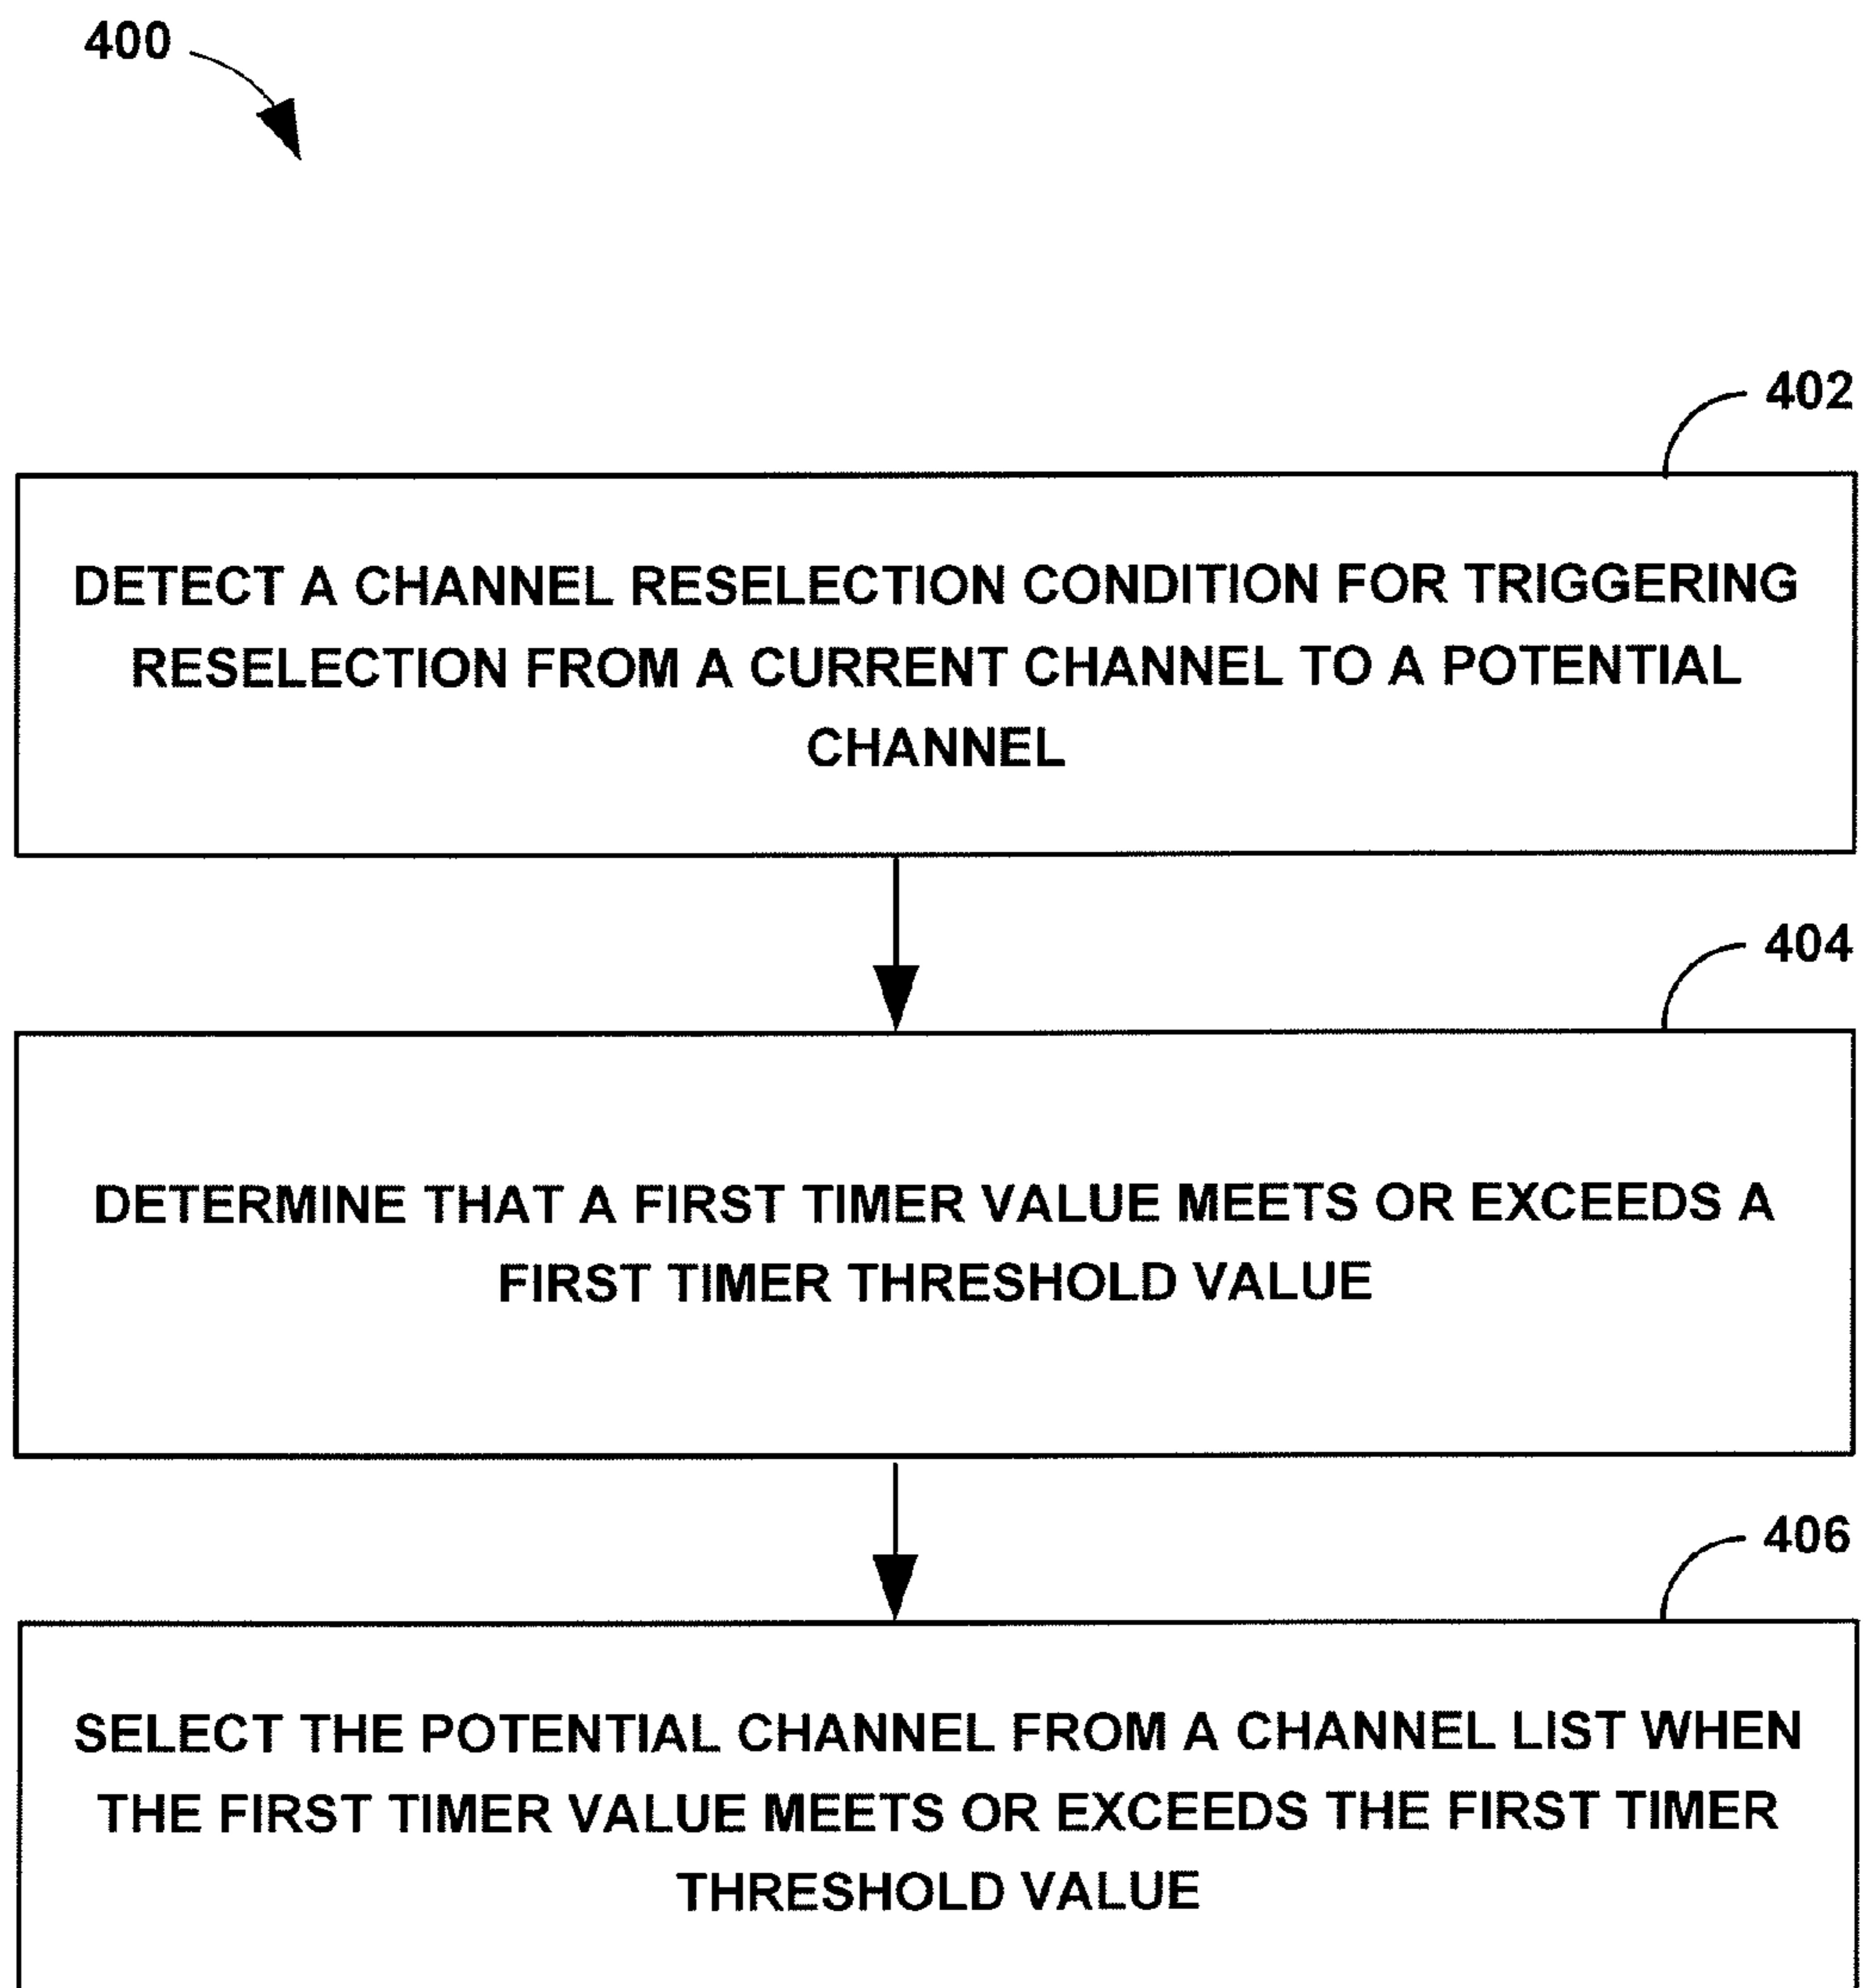 400
402
DETECT A CHANNEL RESELECTION CONDITION FOR TRIGGERING
RESELECTION FROM A CURRENT CHANNEL TO A POTENTIAL
CHANNEL
404
DETERMINE THAT A FIRST TIMER VALUE MEETS OR EXCEEDS A
FIRST TIMER THRESHOLD VALUE
406
SELECT THE POTENTIAL CHANNEL FROM A CHANNEL LIST WHEN
THE FIRST TIMER VALUE MEETS OR EXCEEDS THE FIRST TIMER
THRESHOLD VALUE